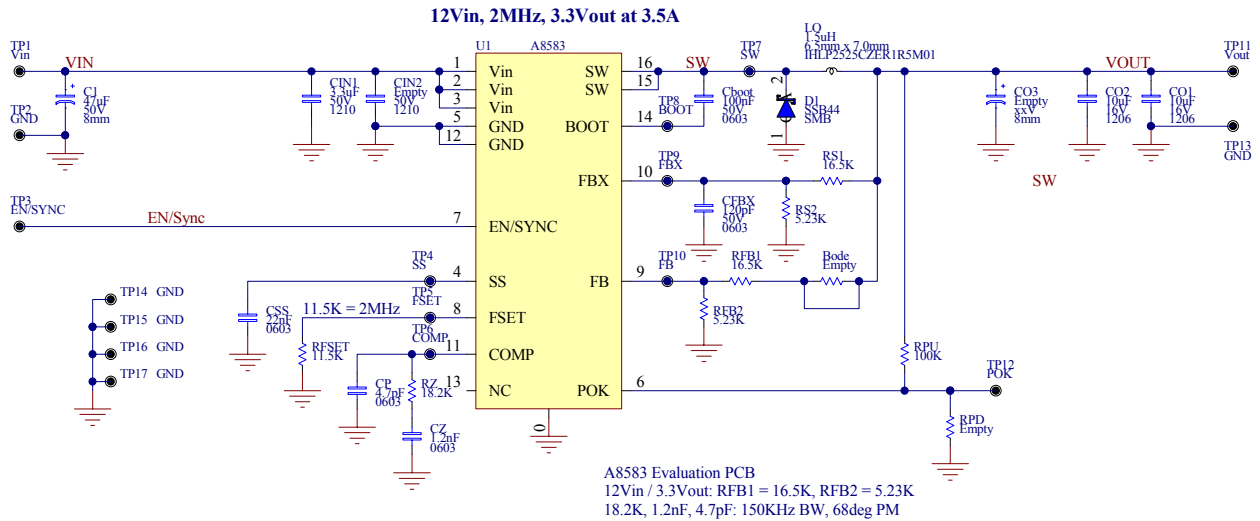 12Vin, 2MHz, 3.3Vout at 3.5A
TP1
Vin
VIN
C1
47uF
50V
8mm
TP2
GND
CIN1
3.3uF
50V
1210
CIN2
Empty
50V
1210
U1
A8583
1
2
3
5
12
Vin
Vin
Vin
GND
GND
7
EN/SYNC
4
SS
8
FSET
11
COMP
13
NC
0
SW
16
SW
15
BOOT
14
FBX
10
FB
9
POK
6
SW
TP7
SW
TP8
BOOT
Cboot
100nF
50V
0603
2
D1
SSB44
SMB
1
LQ
1.5uH
6.5mm x 7.0mm
IHLP2525CZER1R5M01
TP9
FBX
CFBX
120pF
50V
0603
RS1
16.5K
RS2
5.23K
TP10
FB
RFB1
16.5K
Bode
Empty
RFB2
5.23K
RPU
100K
TP12
POK
RPD
Empty
CO3
Empty
xxV
8mm
CO2
10uF
16V
1206
CO1
10uF
16V
1206
VOUT
TP11
Vout
TP13
GND
SW
TP3
EN/SYNC
EN/Sync
TP4
SS
TP5
FSET
TP6
COMP
11.5K = 2MHz
CSS
22nF
0603
RFSET
11.5K
CP
4.7pF
0603
RZ
18.2K
CZ
1.2nF
0603
TP14 GND
TP15 GND
TP16 GND
TP17 GND
A8583 Evaluation PCB
12Vin / 3.3Vout: RFB1 = 16.5K, RFB2 = 5.23K
18.2K, 1.2nF, 4.7pF: 150KHz BW, 68deg PM